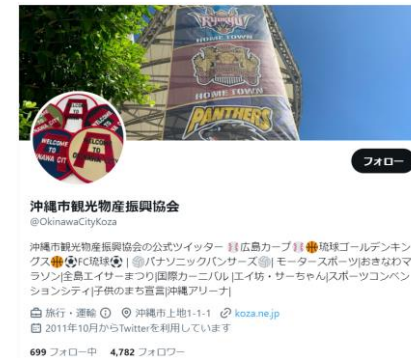 RYUKYU
HOME TOWN
HOME TOWN
PANTHERS
WELCOME
TO
フォロー
沖縄市観光物産振興協会
@OkinawaCityKoza
沖縄市観光物産振興協会の公式ツイッター 広島カープ 琉球ゴールデンキン
グス FC琉球 | パナソニックパンサーズ | モータースポーツ|おきなわマ
ラソン|全島エイサーまつり|国際カーニバル |エイ坊・サーちゃん|スポーツコンベン
ションシティ|子供のまち宣言|沖縄アリーナ|
旅行・運輸 沖縄市上地1-1-1 koza.ne.jp
2011年10月からTwitterを利用しています
699 フォロー中 4,782 フォロワー